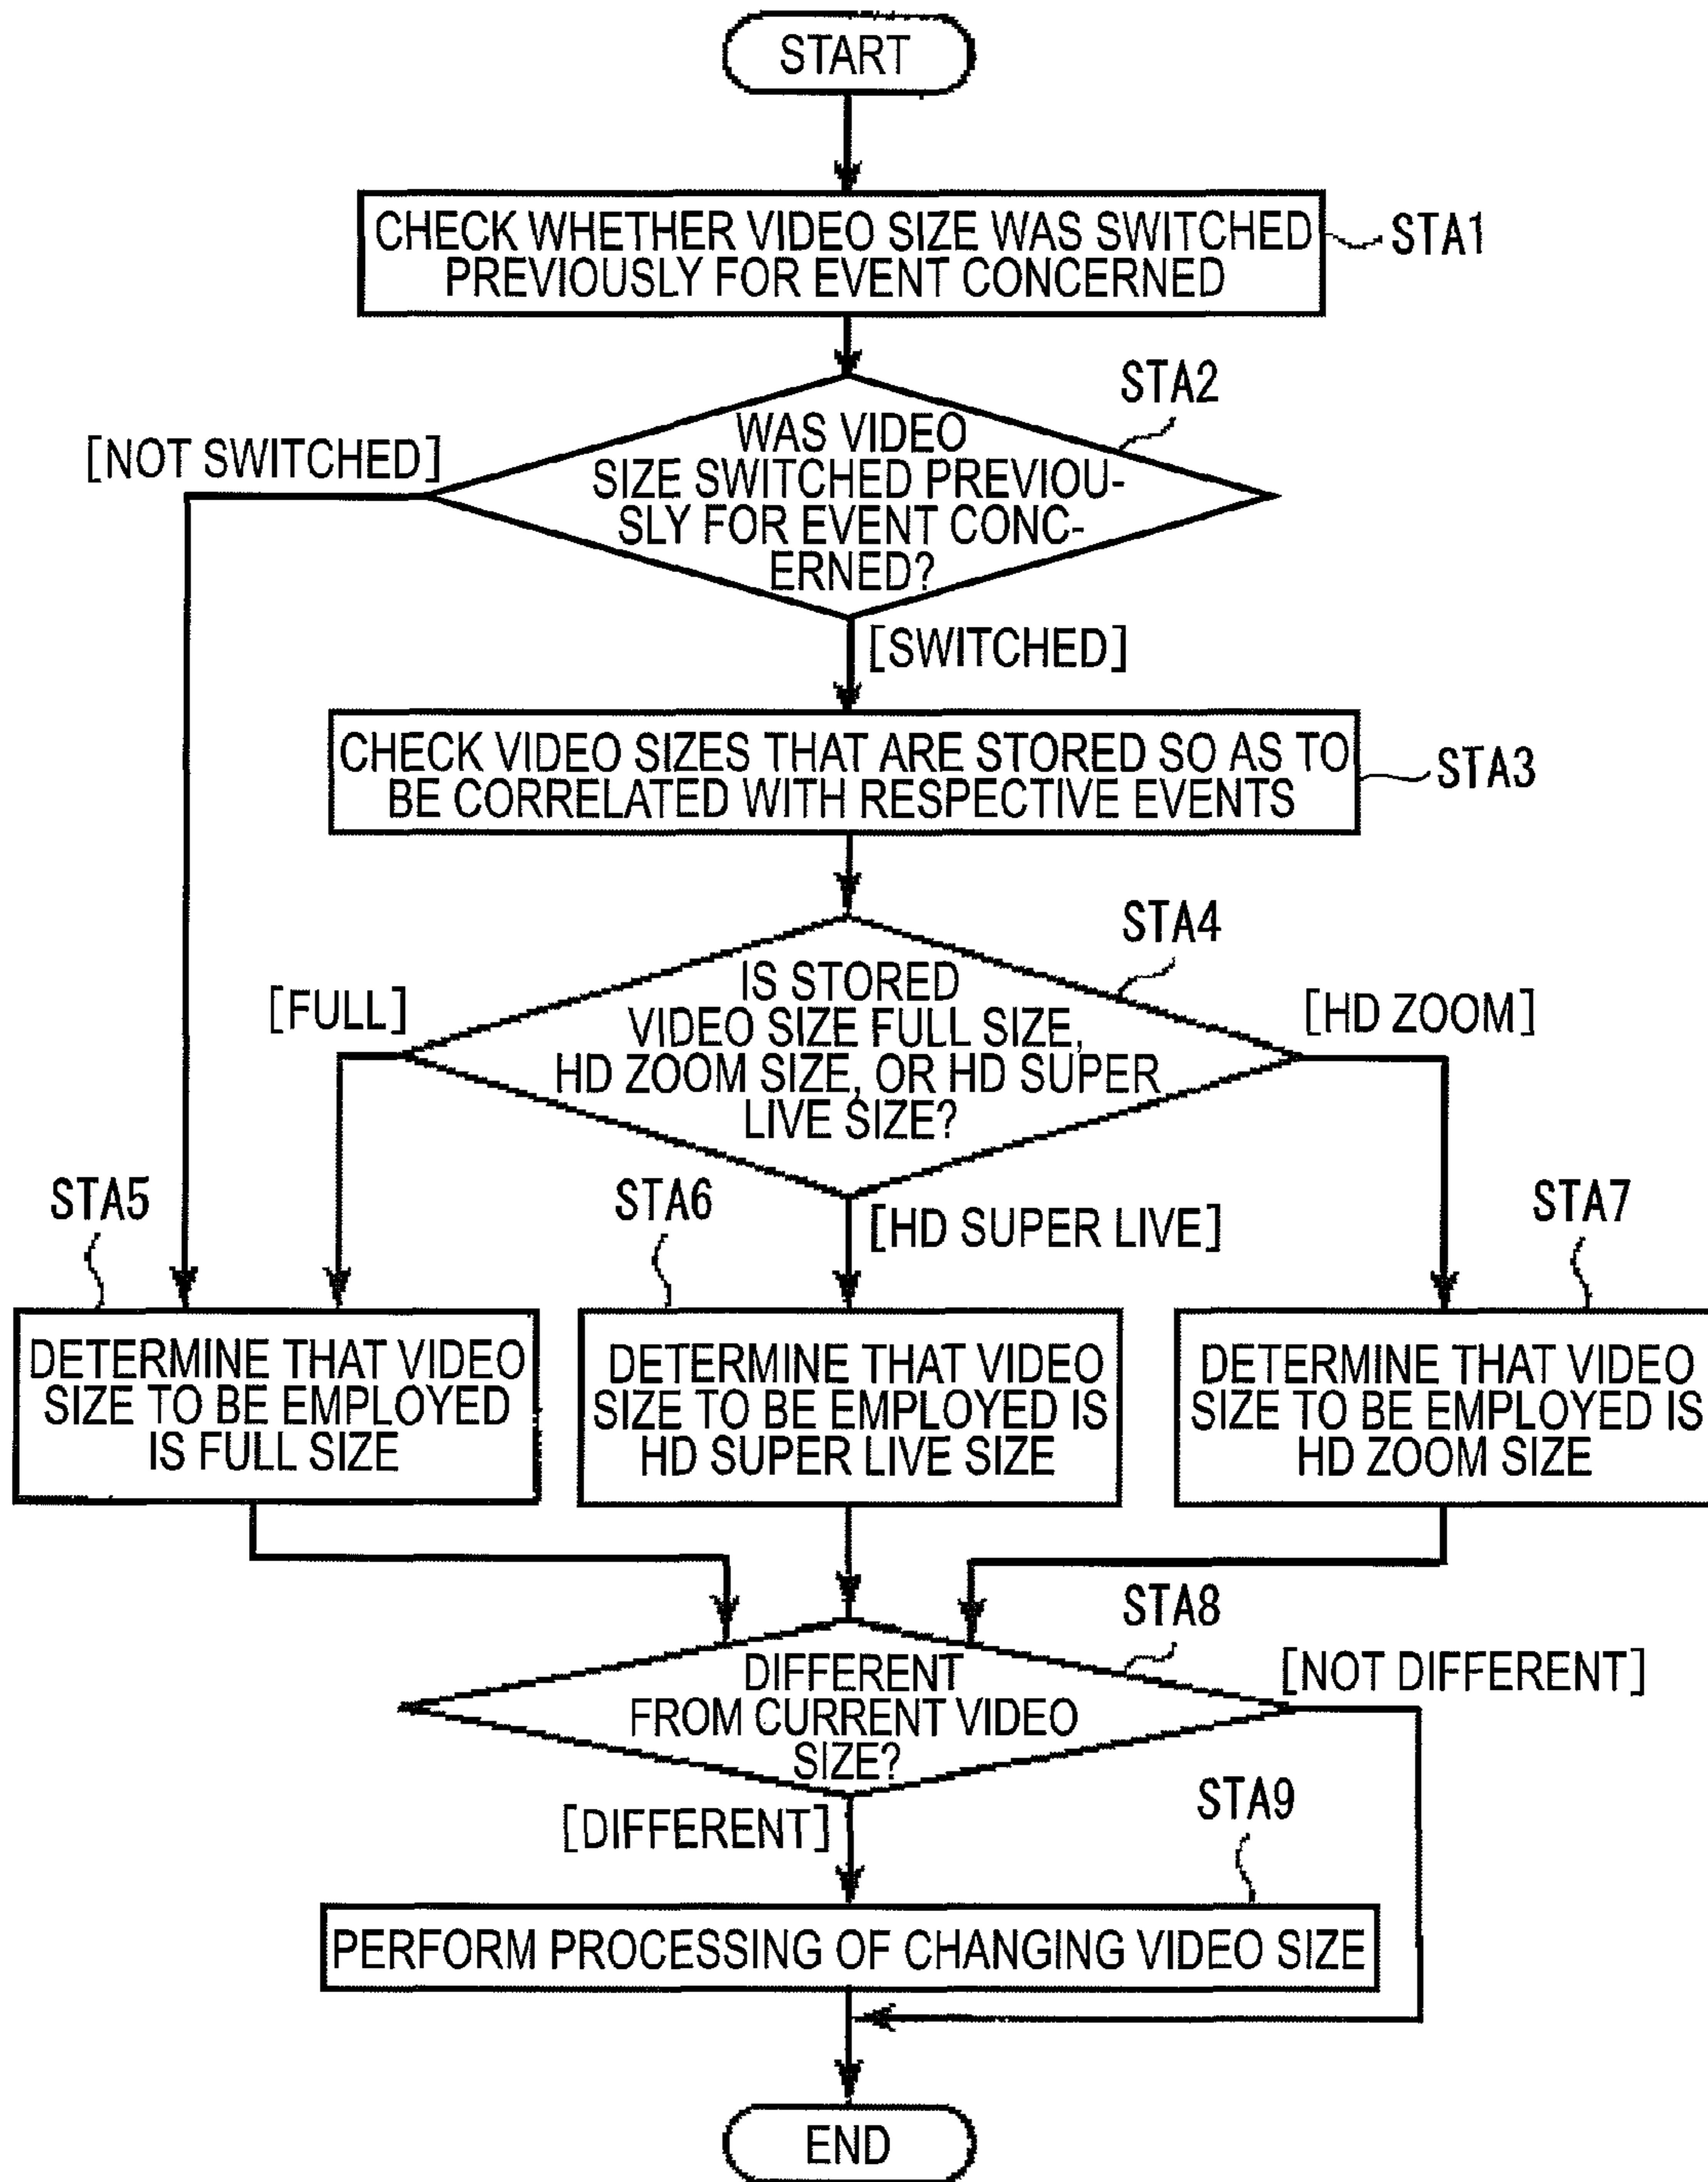 START
CHECK WHETHER VIDEO SIZE WAS SWITCHED
PREVIOUSLY FOR EVENT CONCERNED
STA1
STA2
[NOT SWITCHED]
WAS VIDEO
SIZE SWITCHED PREVIOU-
SLY FOR EVENT CONC-
ERNED?
[SWITCHED]
CHECK VIDEO SIZES THAT ARE STORED SO AS TO
BE CORRELATED WITH RESPECTIVE EVENTS
STA3
STA4
[FULL]
IS STORED
VIDEO SIZE FULL SIZE,
HD ZOOM SIZE, OR HD SUPER
LIVE SIZE?
[HD ZOOM]
[HD SUPER LIVE]
STA5
DETERMINE THAT VIDEO
SIZE TO BE EMPLOYED
IS FULL SIZE
STA6
DETERMINE THAT VIDEO
SIZE TO BE EMPLOYED IS
HD SUPER LIVE SIZE
STA7
DETERMINE THAT VIDEO
SIZE TO BE EMPLOYED IS
HD ZOOM SIZE
STA8
DIFFERENT
FROM CURRENT VIDEO
SIZE?
[NOT DIFFERENT]
[DIFFERENT]
STA9
PERFORM PROCESSING OF CHANGING VIDEO SIZE
END